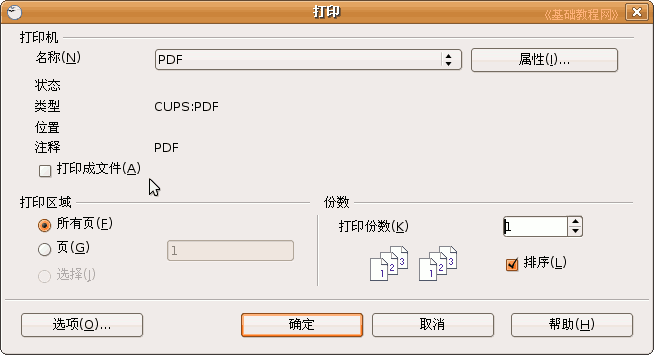 打印
《基础教程网》
打印机
名称(N)
PDF
属性(I)...
状态
类型
CUPS:PDF
位置
注释
PDF
打印成文件(A)
打印区域
所有页(F)
页(G)
1
选择(J)
份数
打印份数(K)
1
1 2 3
1 2 3
排序(L)
选项(O)...
确定
取消
帮助(H)